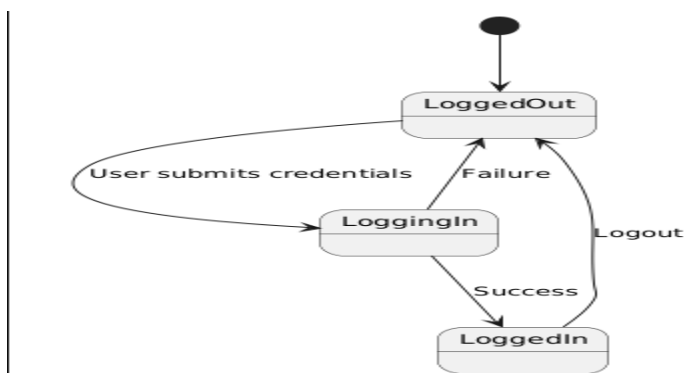 LoggedOut
User submits credentials
Failure
LoggingIn
Logout
Success
LoggedIn